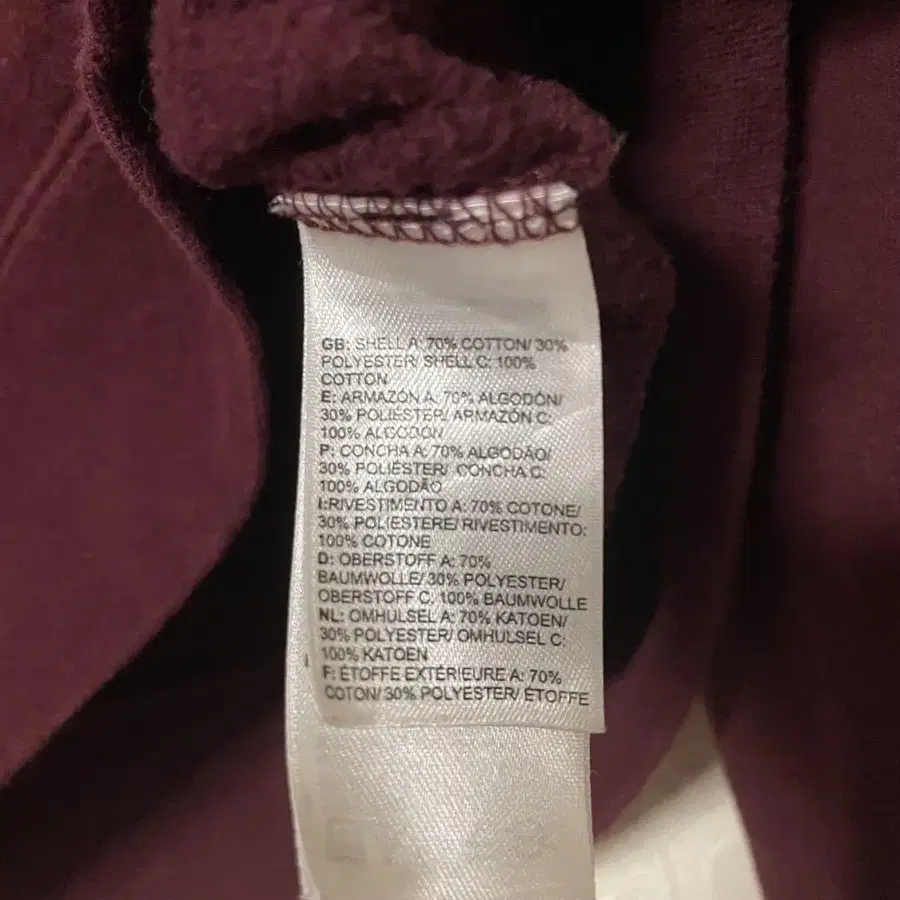 GB: SHELL A: 70% COTTON/ 30%
POLYESTER/ SHELL C: 100%
COTTON
E: ARMAZON A: 70% ALGODÓN/
30% POLIÉSTER/ ARMAZÓN C:
100% ALGODÓN
P: CONCHA A: 70% ALGODÃO/
30% POLIÉSTER/ CONCHA C:
100% ALGODÃO
I:RIVESTIMENTO A: 70% COTONE/
30% POLIESTERE/ RIVESTIMENTO:
100% COTONE
D: OBERSTOFF A: 70%
BAUMWOLLE/ 30% POLYESTER/
OBERSTOFF C. 100% BAUMWOLLE
NL: OMHULSEL A: 70% KATOEN/
30% POLYESTER/ OMHULSEL C:
100% KATOEN
F: ÉTOFFE EXTÉRIEURE A: 70%
COTON/ 30% POLYESTER/ ÉTOFFE